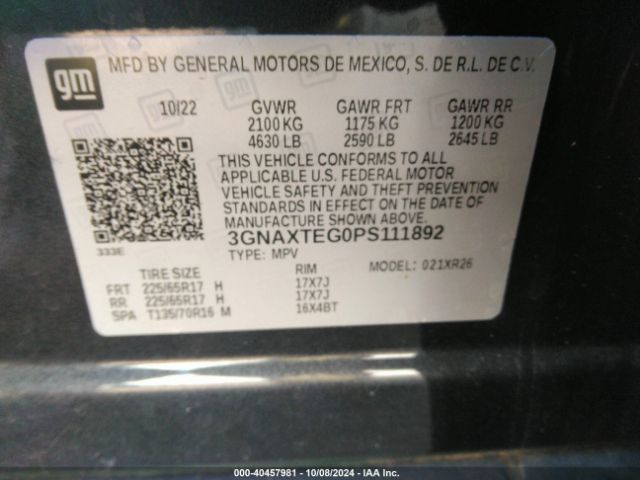 gm MFD BY GENERAL MOTORS DE MEXICO, S. DE R.L. DE C.V.
10/22 GVWR GAWR FRT GAWR RR
2100 KG 1175 KG 1200 KG
4630 LB 2590 LB 2645 LB
THIS VEHICLE CONFORMS TO ALL
APPLICABLE U.S. FEDERAL MOTOR
VEHICLE SAFETY AND THEFT PREVENTION
STANDARDS IN EFFECT ON THE DATE OF
MANUFACTURE SHOWN ABOVE.
3GNAXTEG0PS111892
333E TYPE: MPV MODEL: 021XR26
TIRE SIZE RIM
FRT 225/65R17 H 17X7J
RR 225/65R17 H 17X7J
SPA T135/70R16 M 16X4BT
000-40457981 - 10/08/2024 - IAA Inc.